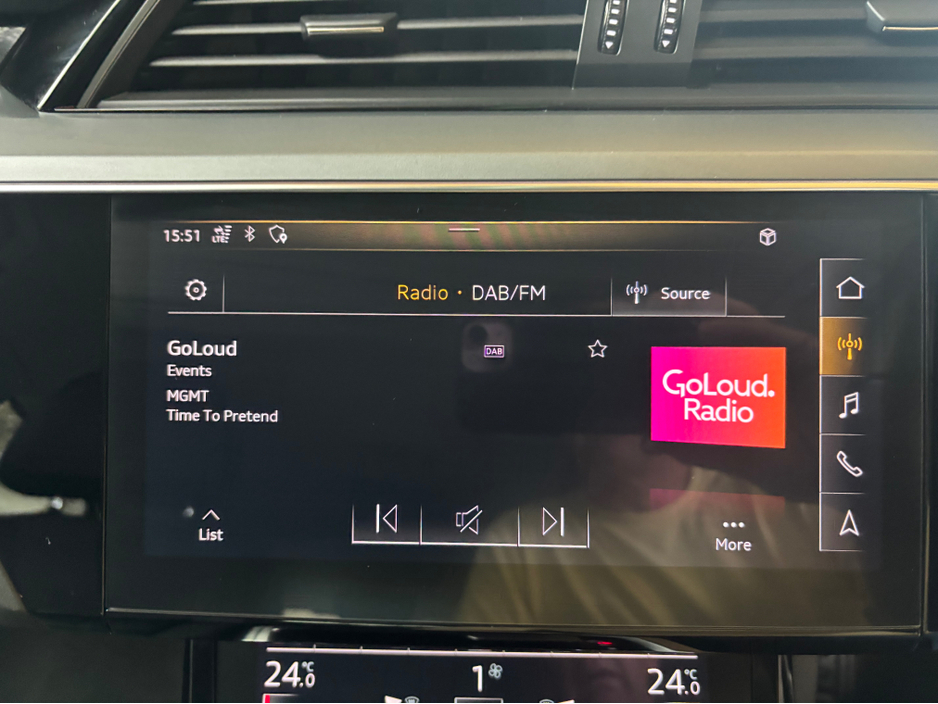 15:51 LTE
Radio • DAB/FM
Source
GoLoud
DAB
Events
MGMT
Time To Pretend
GoLoud.
Radio
List
More
24.0 °C
1
24.0 °C